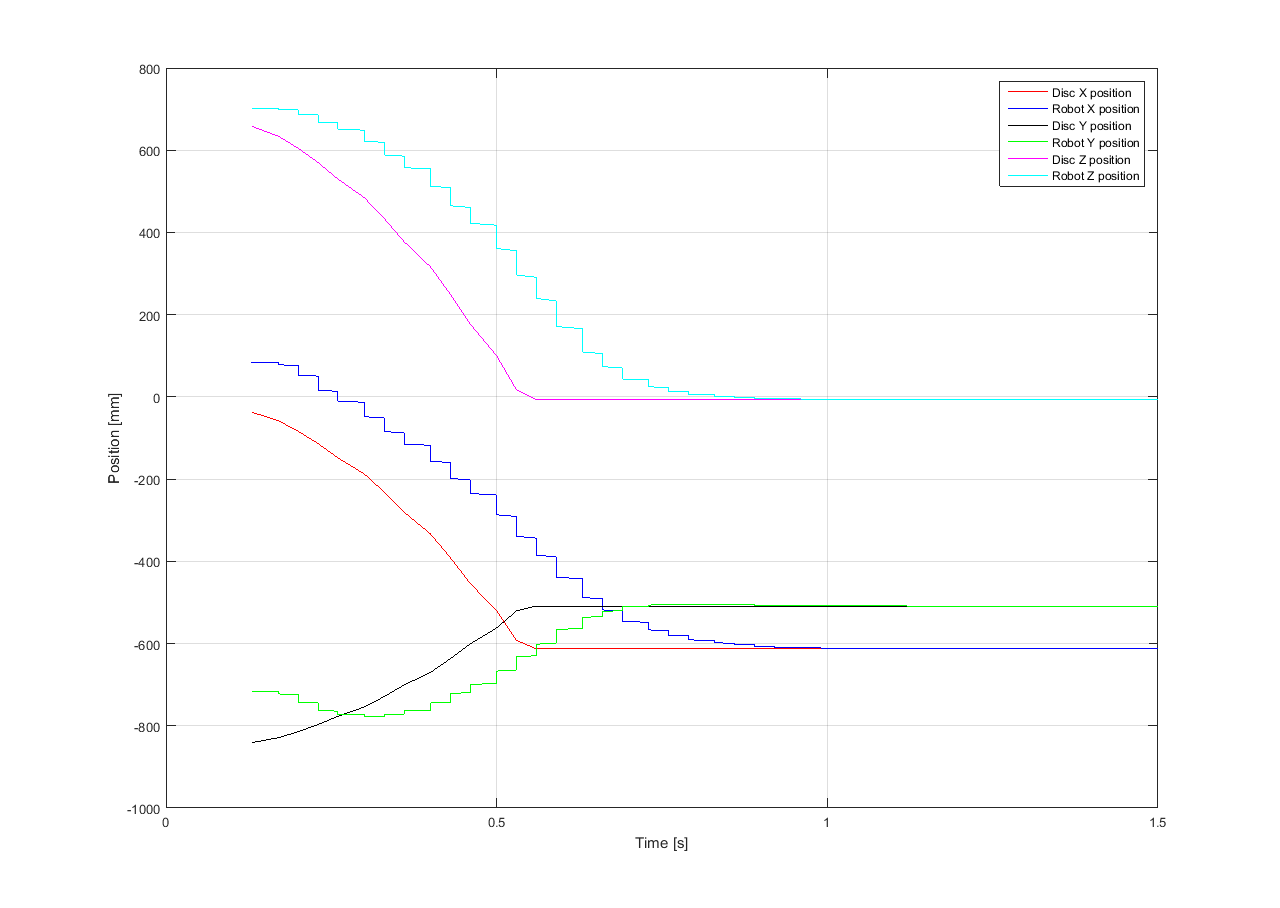 800
600
400
200
0
-200
-400
-600
-800
-1000
Position [mm]
Disc X position
Robot X position
Disc Y position
Robot Y position
Disc Z position
Robot Z position
0 0.5 1 1.5
Time [s]